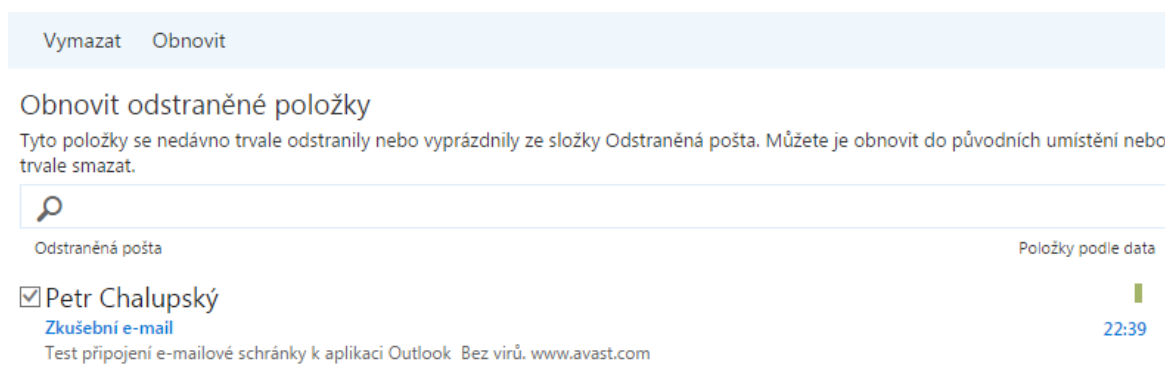 Vymazat Obnovit
Obnovit odstraněné položky
Tyto položky se nedávno trvale odstranily nebo vyprázdnily ze složky Odstraněná pošta. Můžete je obnovit do původních umístění nebo
trvale smazat.
Odstraněná pošta Položky podle data
Petr Chalupský
Zkušební e-mail 22:39
Test připojení e-mailové schránky k aplikaci Outlook Bez virů. www.avast.com